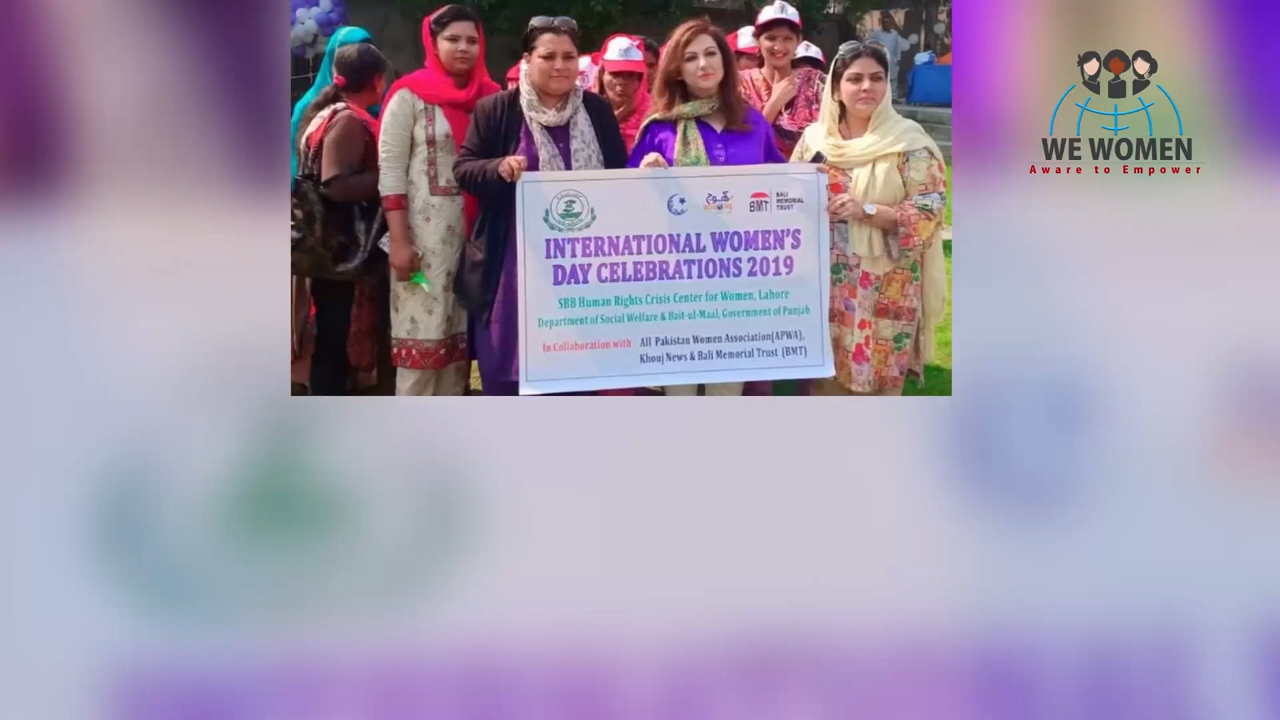 BMT BALI
MEMORIAL
TRUST
INTERNATIONAL WOMEN'S
DAY CELEBRATIONS 2019
SBB Human Rights Crisis Center for Women, Lahore
Department of Social Welfare & Bait-ul-Maal, Government of Punjab
In Collaboration with All Pakistan Women Association(APWA),
Khouj News & Bali Memorial Trust (BMT)
WE WOMEN
Aware to Empower